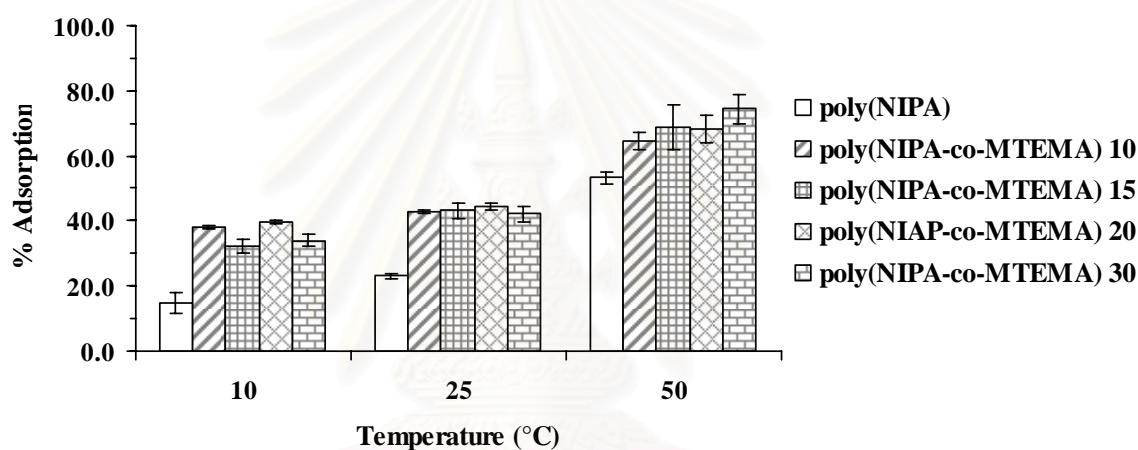 100.0
80.0
60.0
40.0
20.0
0.0
% Adsorption
10 25 50
Temperature (°C)
poly(NIPA)
poly(NIPA-co-MTEMA) 10
poly(NIPA-co-MTEMA) 15
poly(NIAP-co-MTEMA) 20
poly(NIPA-co-MTEMA) 30